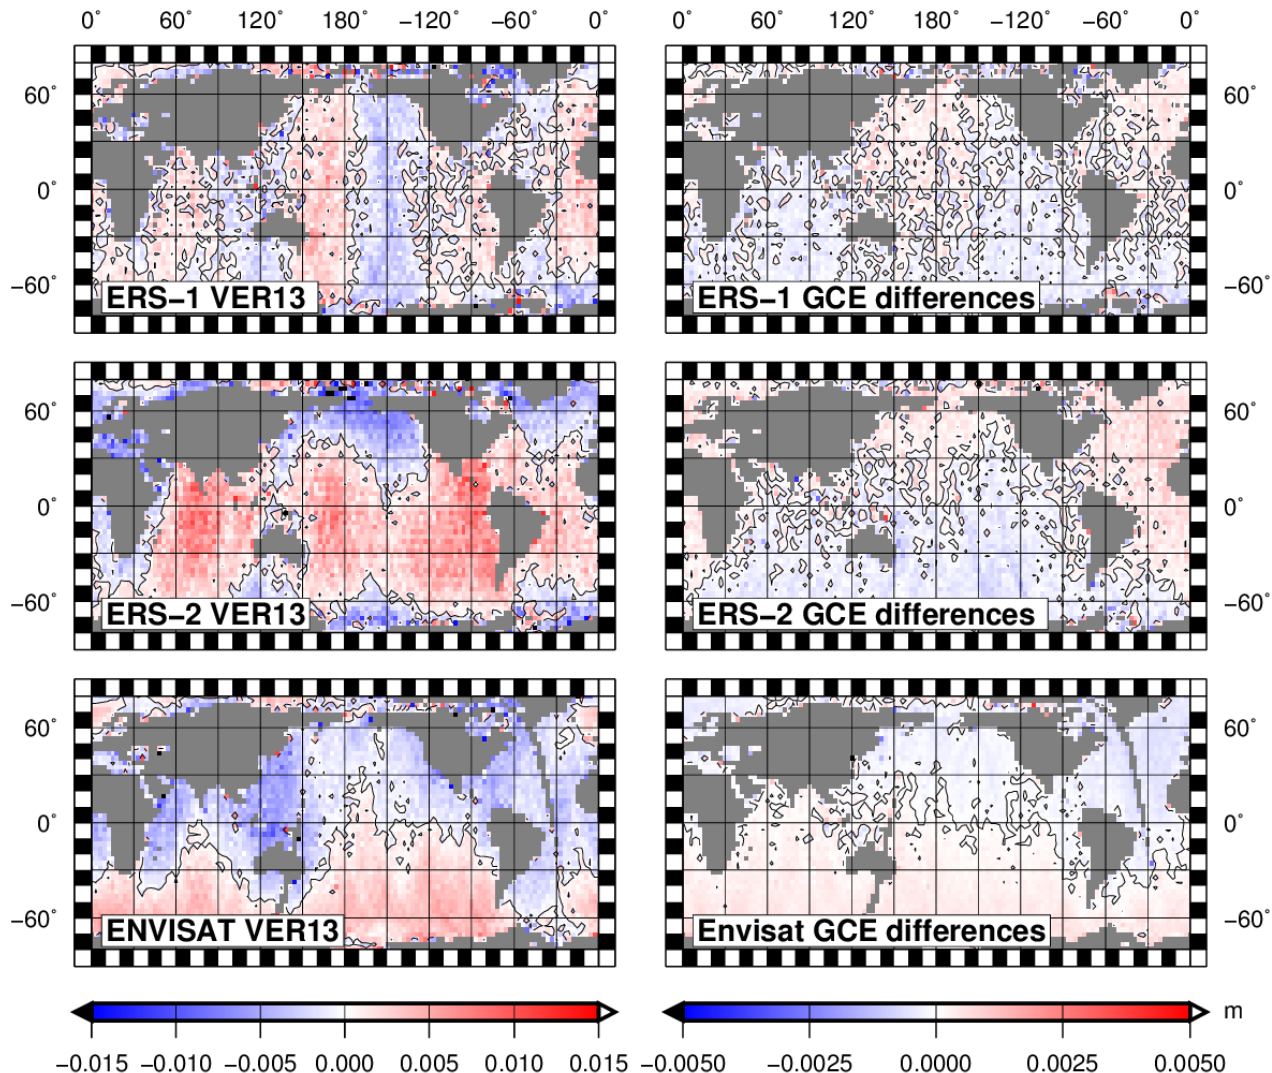 0° 60° 120° 180° −120° −60° 0° 0° 60° 120° 180° −120° −60° 0°
60° 60°
0° 0°
−60° −60°
ERS−1 VER13 ERS−1 GCE differences
60° 60°
0° 0°
−60° −60°
ERS−2 VER13 ERS−2 GCE differences
60° 60°
0° 0°
−60° −60°
ENVISAT VER13 Envisat GCE differences
m
−0.015 −0.010 −0.005 0.000 0.005 0.010 0.015 −0.0050 −0.0025 0.0000 0.0025 0.0050